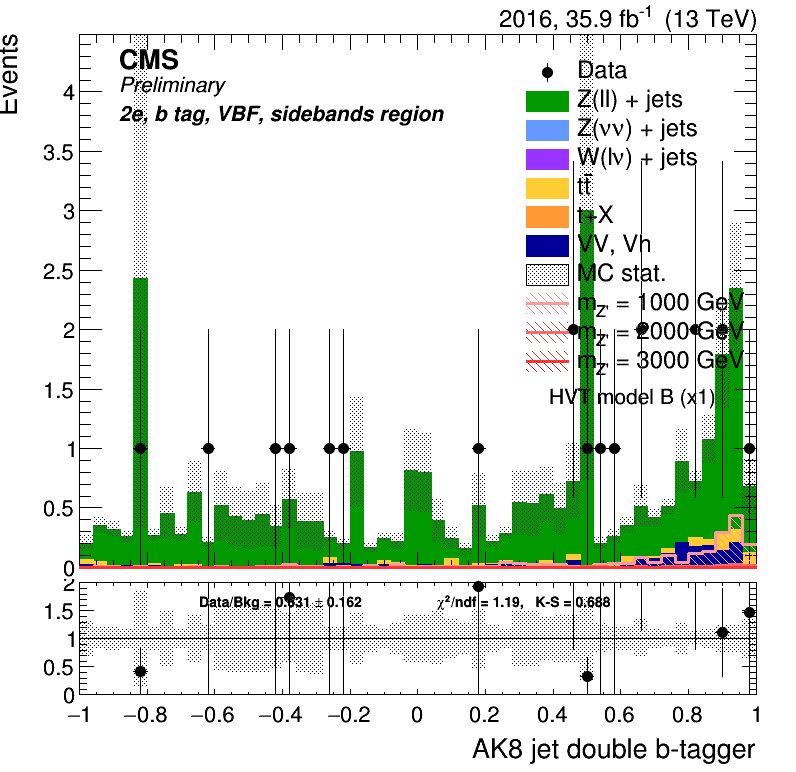 2016, 35.9 fb⁻¹ (13 TeV)
Events
CMS
Preliminary
2e, b tag, VBF, sidebands region
Data
Z(ll) + jets
Z(νν) + jets
W(lν) + jets
tt̄
t+X
VV, Vh
MC stat.
m_Z' = 1000 GeV
m_Z' = 2000 GeV
m_Z' = 3000 GeV
HVT model B (x1)
4
3.5
3
2.5
2
1.5
1
0.5
0
Data/Bkg = 0.631 ± 0.162 χ²/ndf = 1.19, K-S = 0.688
2
1.5
1
0.5
0
−1 −0.8 −0.6 −0.4 −0.2 0 0.2 0.4 0.6 0.8 1
AK8 jet double b-tagger